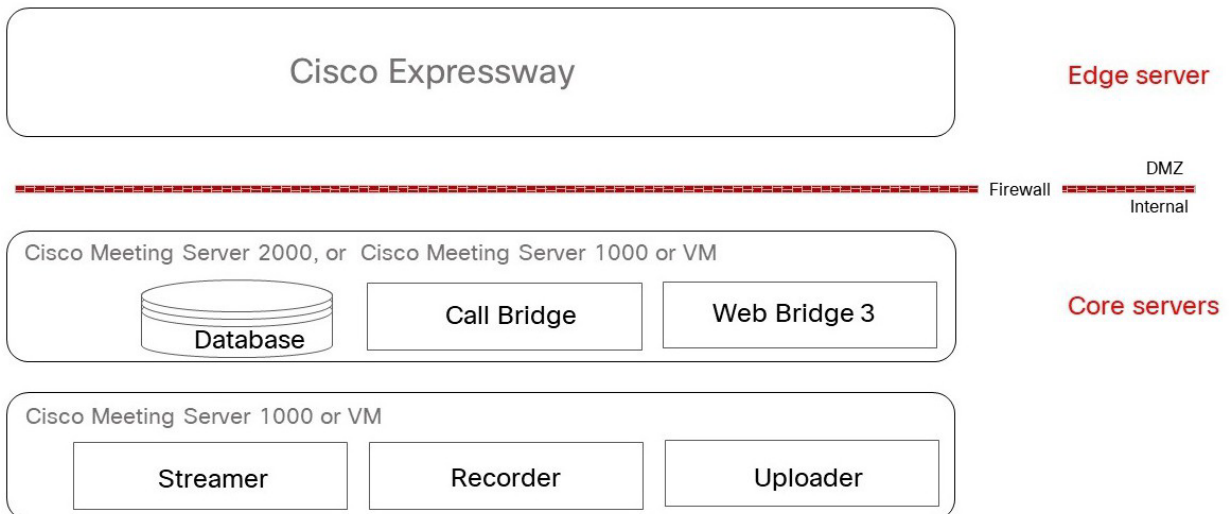 Cisco Expressway
Edge server
DMZ
Firewall
Internal
Cisco Meeting Server 2000, or Cisco Meeting Server 1000 or VM
Database
Call Bridge
Web Bridge 3
Core servers
Cisco Meeting Server 1000 or VM
Streamer
Recorder
Uploader